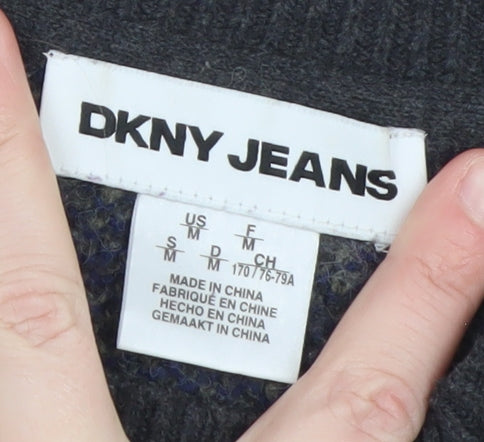 DKNY JEANS
US F
M M
S D CH
M M 170 / 76-79A
MADE IN CHINA
FABRIQUÉ EN CHINE
HECHO EN CHINA
GEMAAKT IN CHINA